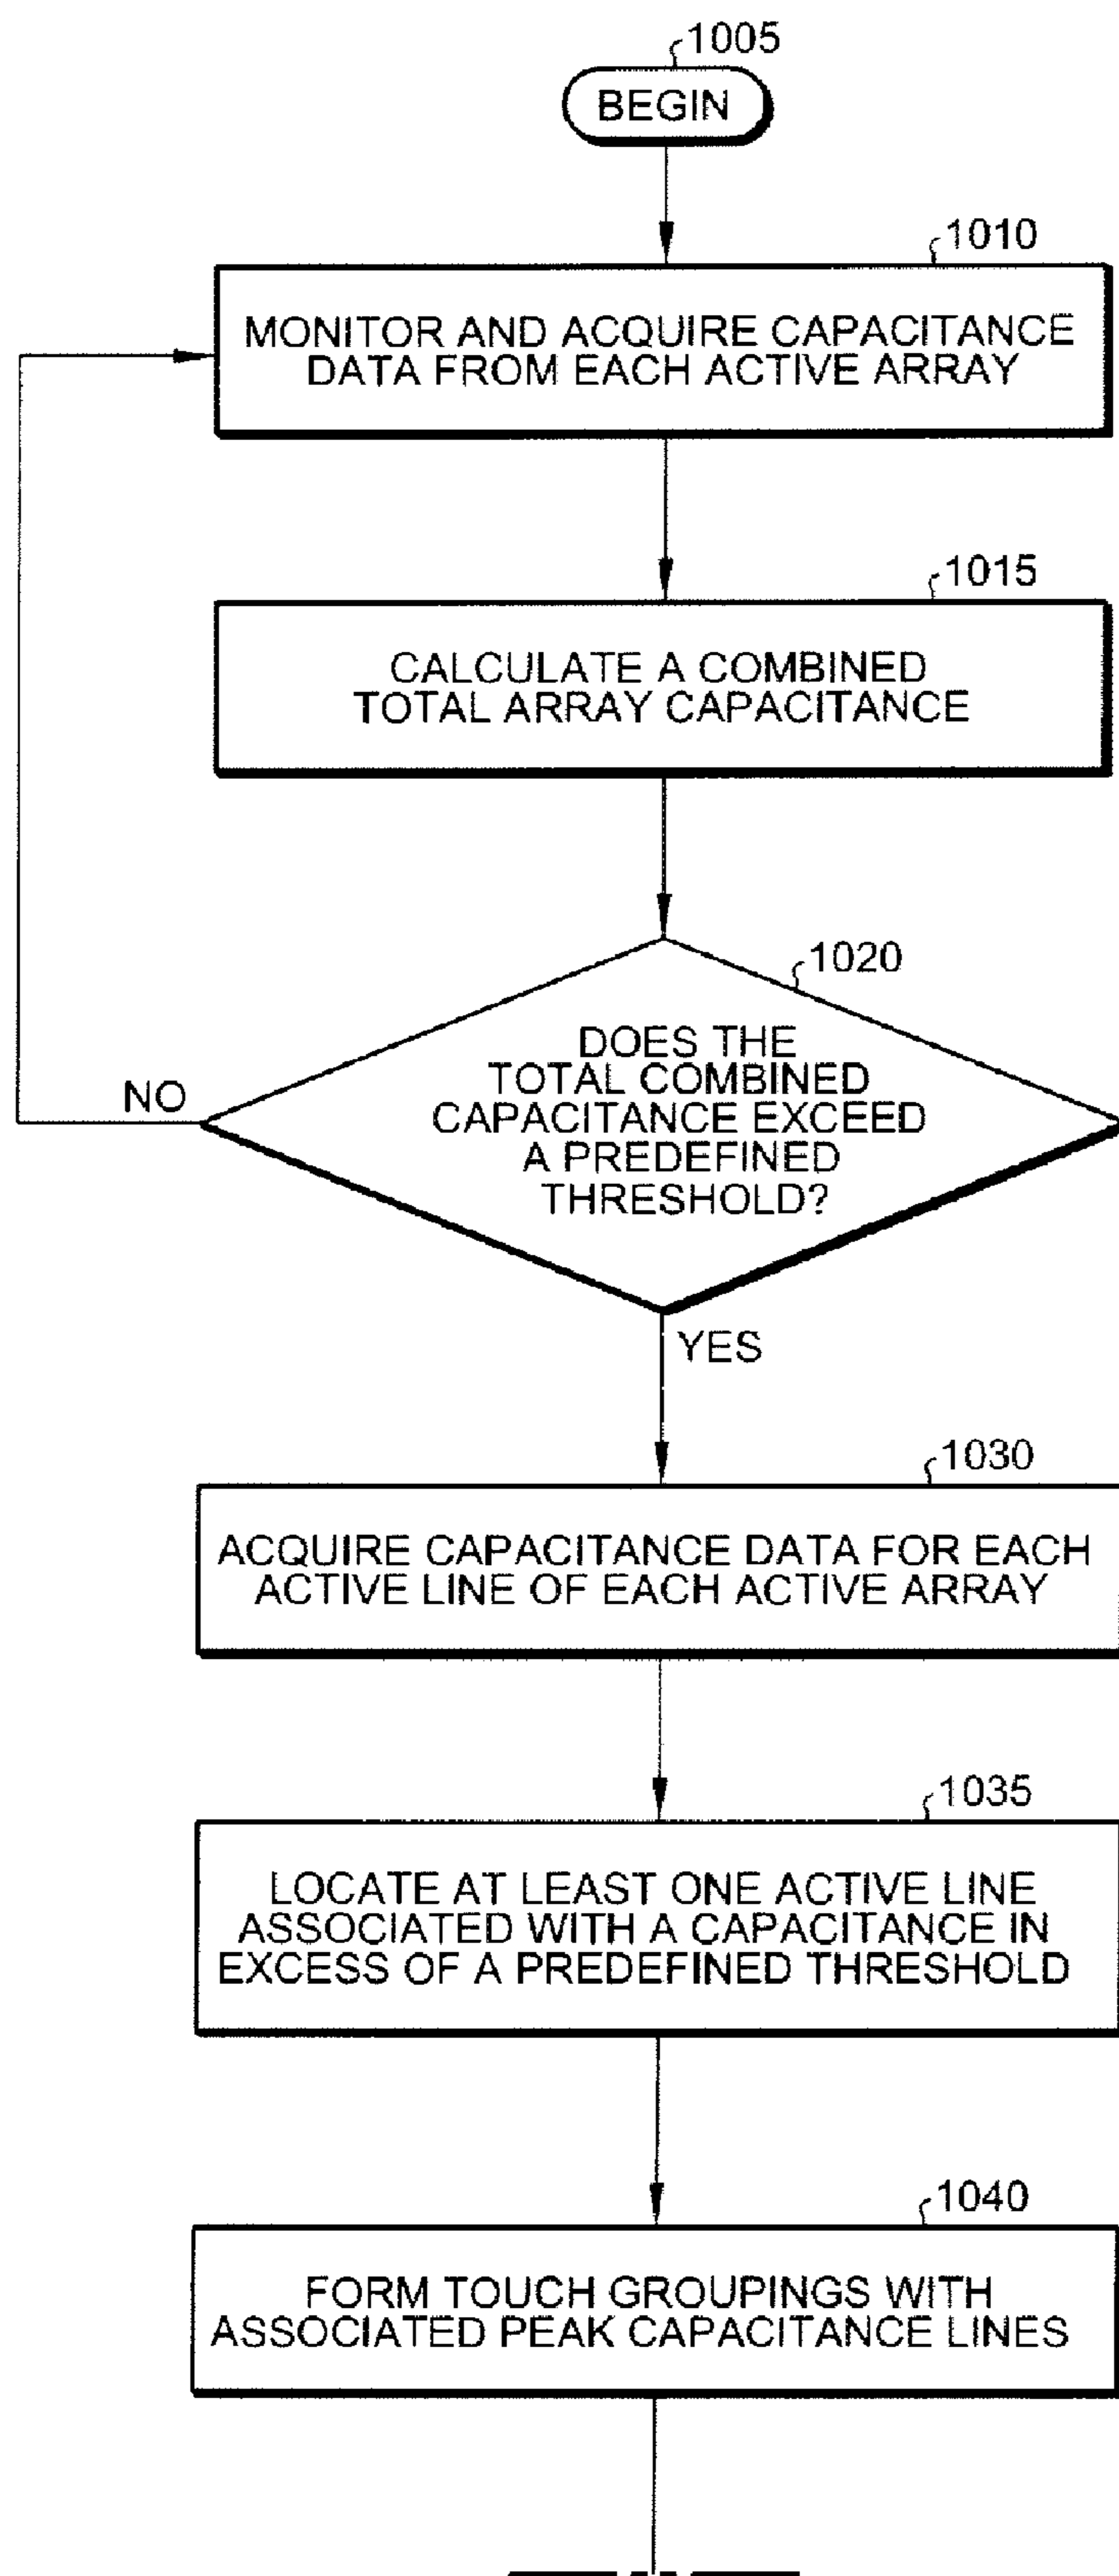 1005
BEGIN
1010
MONITOR AND ACQUIRE CAPACITANCE
DATA FROM EACH ACTIVE ARRAY
1015
CALCULATE A COMBINED
TOTAL ARRAY CAPACITANCE
1020
DOES THE
TOTAL COMBINED
CAPACITANCE EXCEED
A PREDEFINED
THRESHOLD?
NO
YES
1030
ACQUIRE CAPACITANCE DATA FOR EACH
ACTIVE LINE OF EACH ACTIVE ARRAY
1035
LOCATE AT LEAST ONE ACTIVE LINE
ASSOCIATED WITH A CAPACITANCE IN
EXCESS OF A PREDEFINED THRESHOLD
1040
FORM TOUCH GROUPINGS WITH
ASSOCIATED PEAK CAPACITANCE LINES